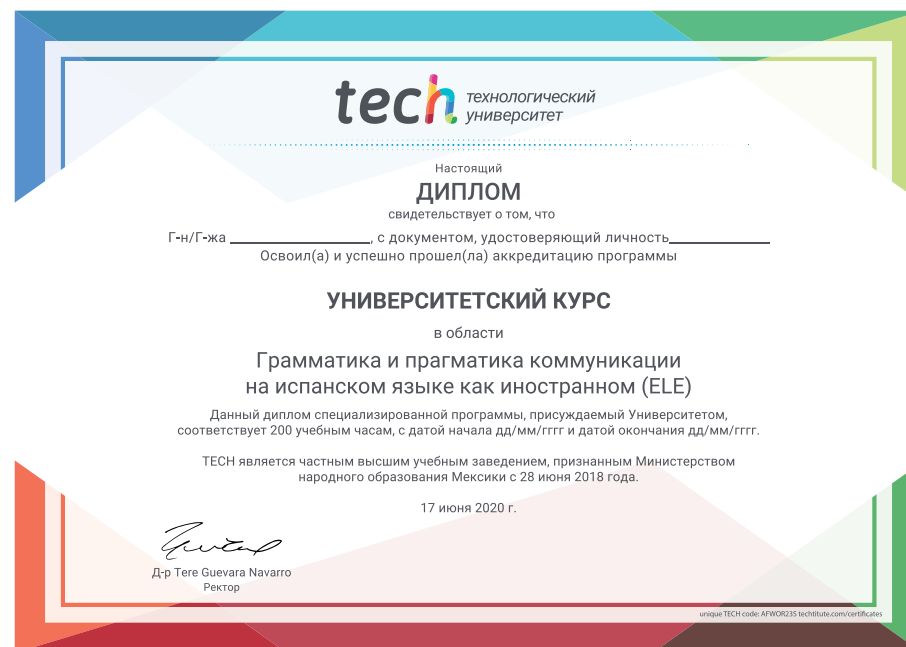 tech технологический
университет
Настоящий
ДИПЛОМ
свидетельствует о том, что
Г-н/Г-жа ____________________, с документом, удостоверяющий личность______________
Освоил(а) и успешно прошел(ла) аккредитацию программы
УНИВЕРСИТЕТСКИЙ КУРС
в области
Грамматика и прагматика коммуникации
на испанском языке как иностранном (ELE)
Данный диплом специализированной программы, присуждаемый Университетом,
соответствует 200 учебным часам, с датой начала дд/мм/гггг и датой окончания дд/мм/гггг.
TECH является частным высшим учебным заведением, признанным Министерством
народного образования Мексики с 28 июня 2018 года.
17 июня 2020 г.
Д-р Tere Guevara Navarro
Ректор
unique TECH code: AFWOR23S techtitute.com/certificates